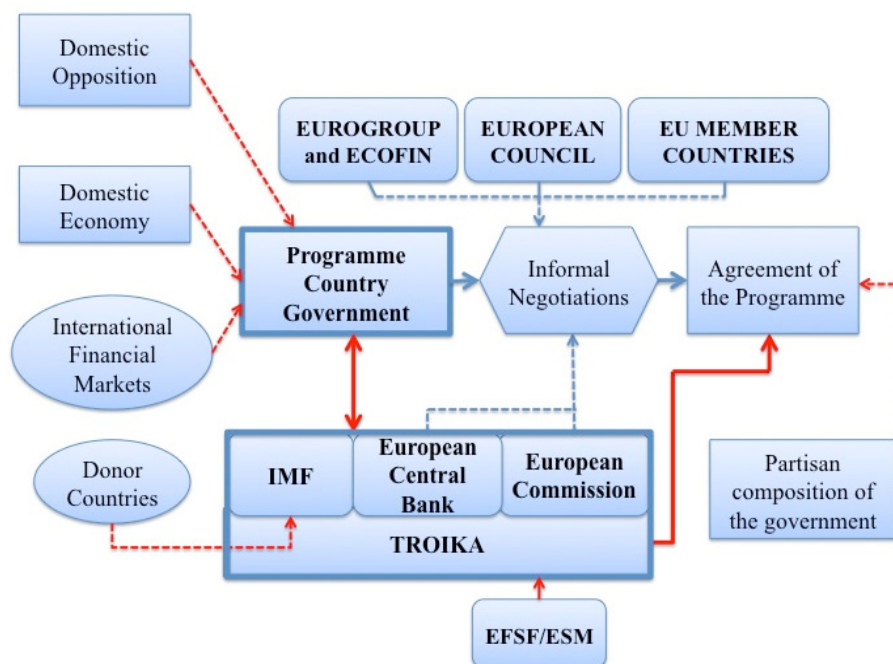 Domestic
Opposition
EUROGROUP
and ECOFIN
EUROPEAN
COUNCIL
EU MEMBER
COUNTRIES
Domestic
Economy
Programme
Country
Government
Informal
Negotiations
Agreement of
the Programme
International
Financial
Markets
Donor
Countries
IMF
European
Central
Bank
European
Commission
TROIKA
Partisan
composition of
the government
EFSF/ESM